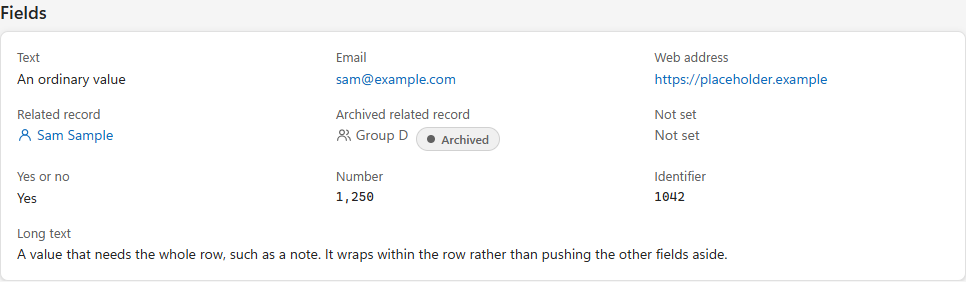 Fields
Text
Email
Web address
An ordinary value
sam@example.com
https://placeholder.example
Related record
Archived related record
Not set
Sam Sample
Group D
Archived
Not set
Yes or no
Number
Identifier
Yes
1,250
1042
Long text
A value that needs the whole row, such as a note. It wraps within the row rather than pushing the other fields aside.